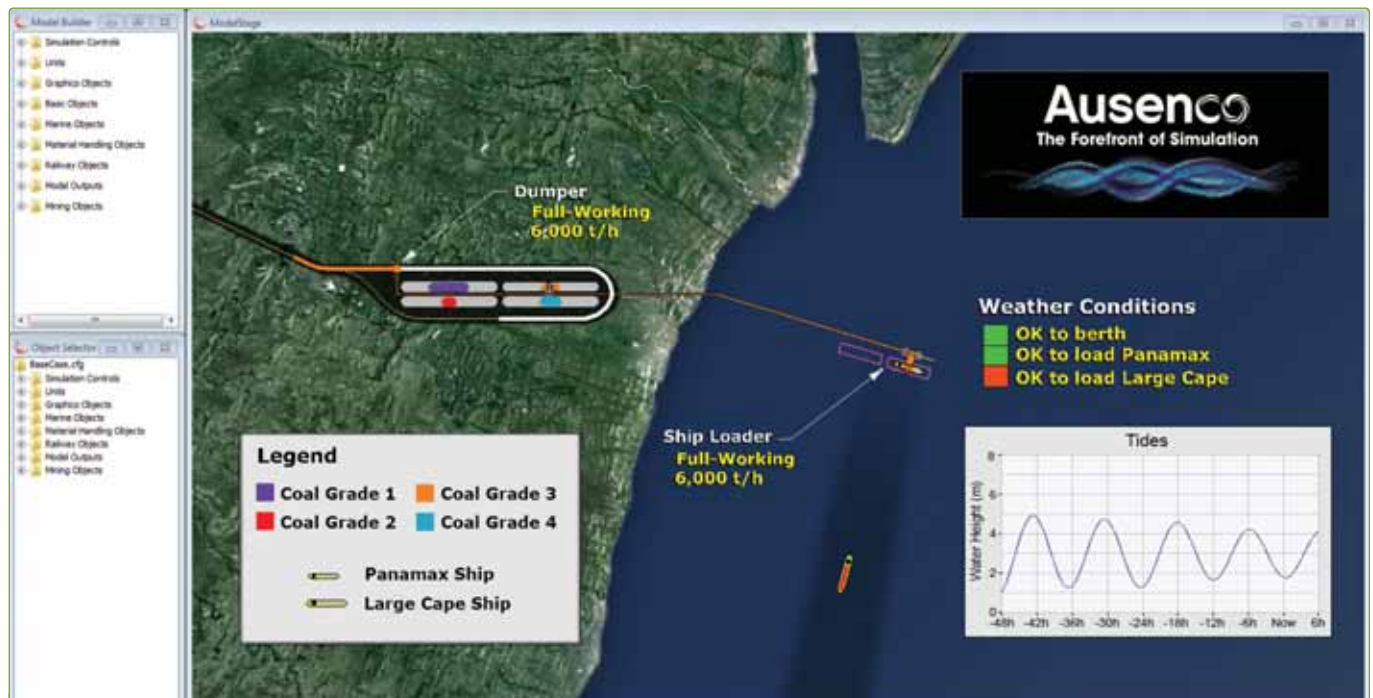 Model Builder
Simulation Controls
Units
Graphics Objects
Basic Objects
Marine Objects
Material Handling Objects
Railway Objects
Model Outputs
Mining Objects
Object Selector
BaseCase.cfg
Simulation Controls
Units
Graphics Objects
Marine Objects
Material Handling Objects
Railway Objects
Model Outputs
Mining Objects
ModelStage
Dumper
Full-Working
6,000 t/h
Ausenco
The Forefront of Simulation
Weather Conditions
OK to berth
OK to load Panamax
OK to load Large Cape
Ship Loader
Full-Working
6,000 t/h
Legend
Coal Grade 1 Coal Grade 3
Coal Grade 2 Coal Grade 4
Panamax Ship
Large Cape Ship
Tides
Water Height (m)
8
6
4
2
0
-48h -42h -36h -30h -24h -18h -12h -6h Now 6h